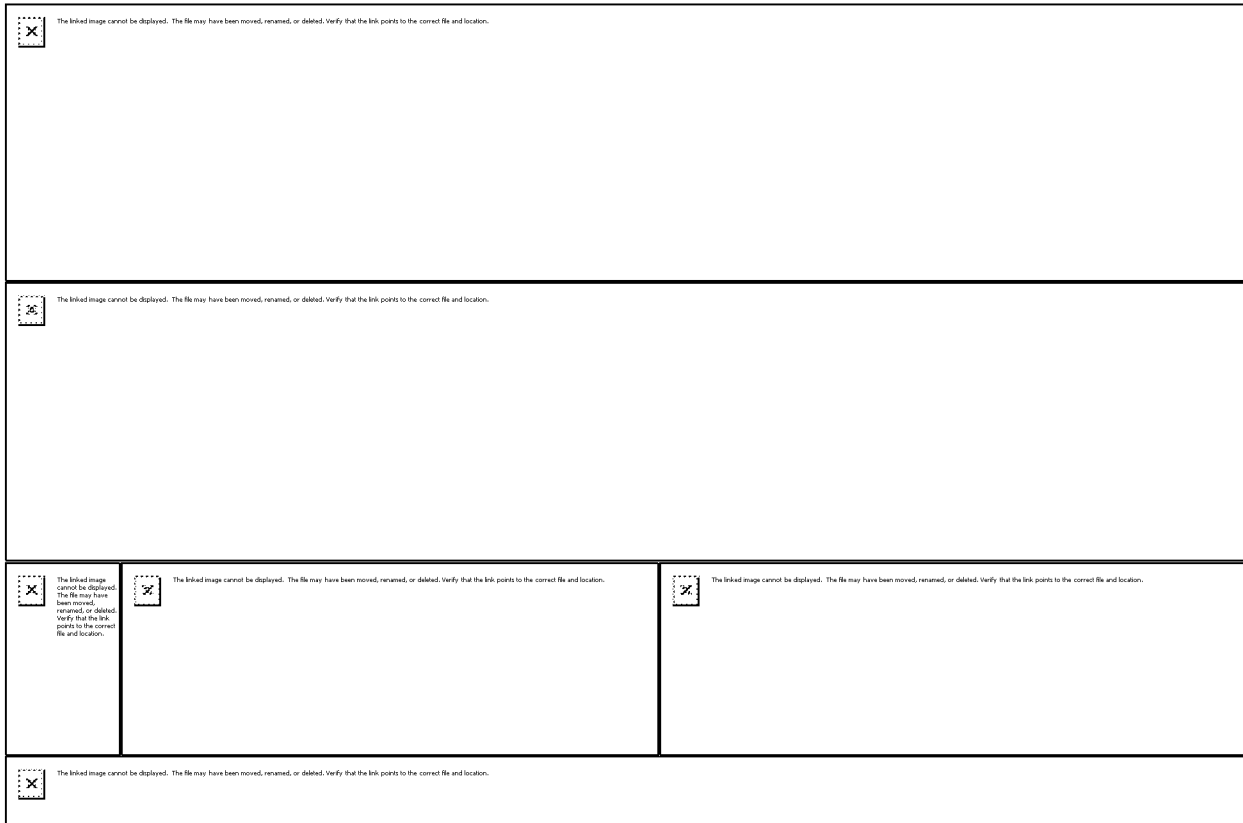 The linked image cannot be displayed. The file may have been moved, renamed, or deleted. Verify that the link points to the correct file and location.
The linked image cannot be displayed. The file may have been moved, renamed, or deleted. Verify that the link points to the correct file and location.
The linked image
cannot be displayed.
The file may have
been moved,
renamed, or deleted.
Verify that the link
points to the correct
file and location.
The linked image cannot be displayed. The file may have been moved, renamed, or deleted. Verify that the link points to the correct file and location.
The linked image cannot be displayed. The file may have been moved, renamed, or deleted. Verify that the link points to the correct file and location.
The linked image cannot be displayed. The file may have been moved, renamed, or deleted. Verify that the link points to the correct file and location.